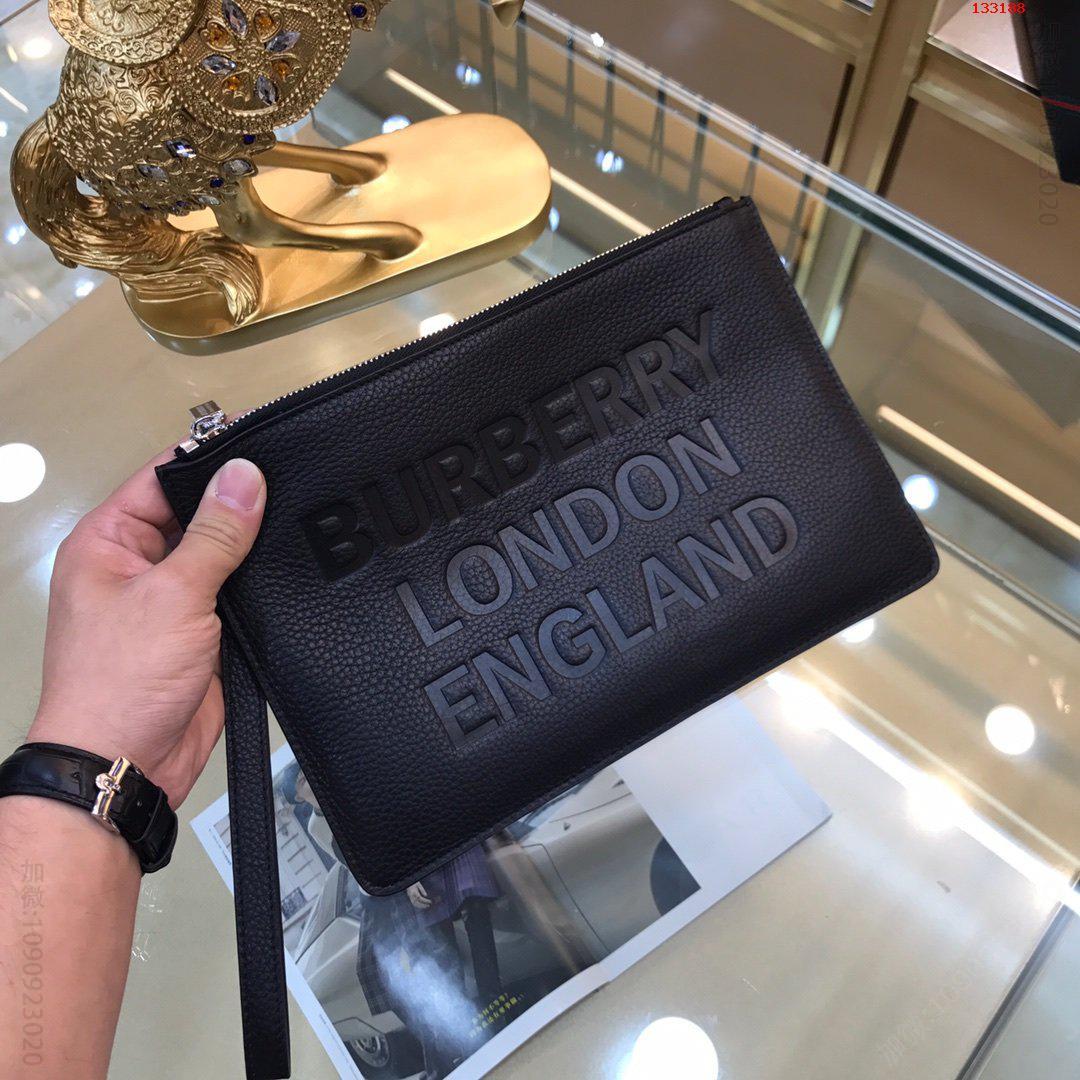 133188
BURBERRY
LONDON
ENGLAND
加微:1090923020